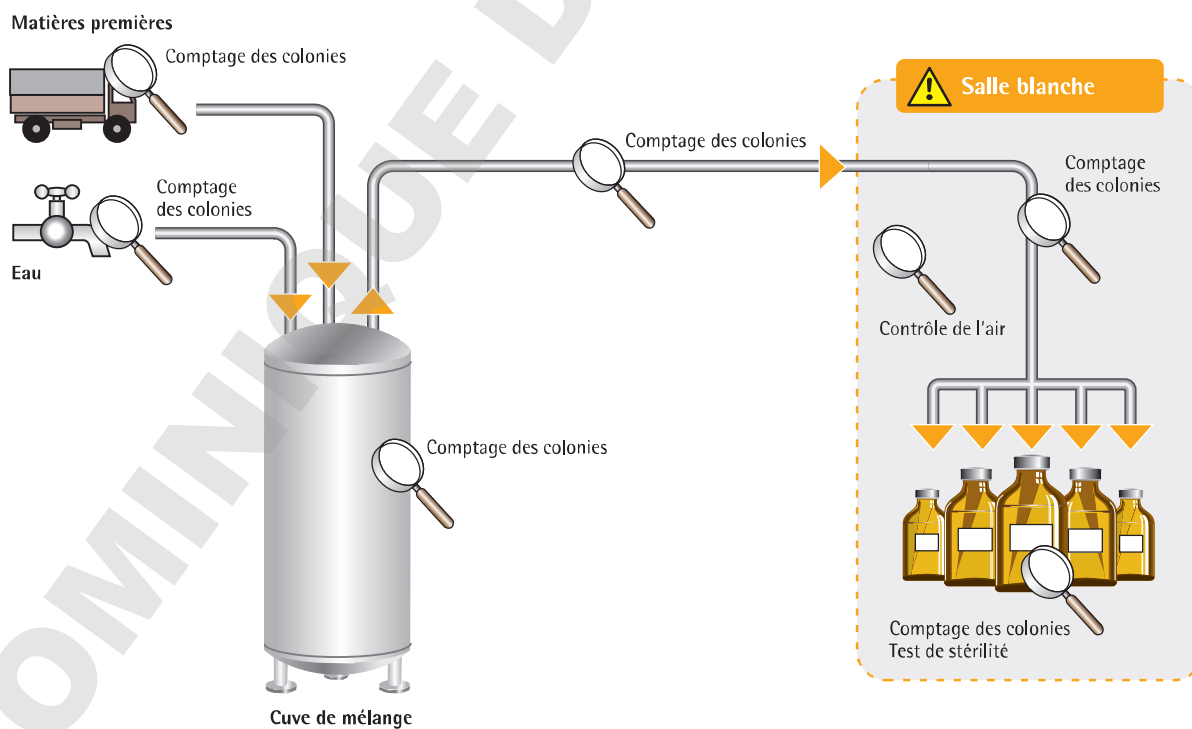 Matières premières
Comptage des colonies
Comptage
des colonies
Eau
Comptage des colonies
Salle blanche
Comptage
des colonies
Contrôle de l'air
Comptage des colonies
Comptage des colonies
Test de stérilité
Cuve de mélange
OMINIQUE D